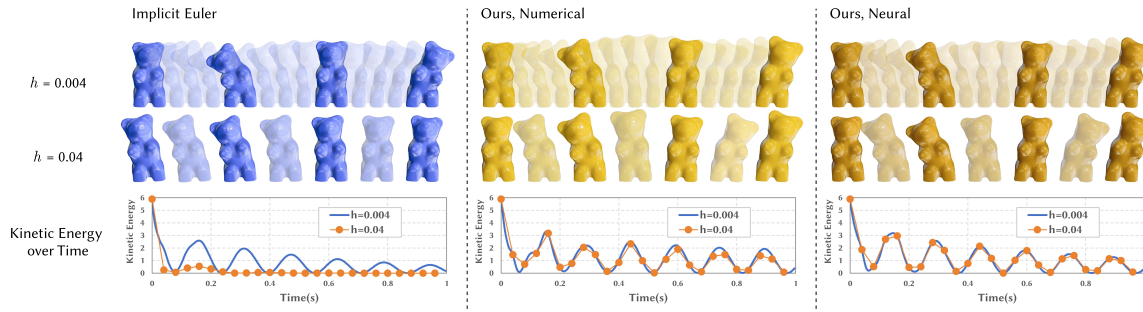 Implicit Euler
Ours, Numerical
Ours, Neural
h = 0.004
h = 0.04
Kinetic Energy
over Time
Kinetic Energy
6
5
4
3
2
1
0
h=0.004
h=0.04
0 0.2 0.4 0.6 0.8 1
Time(s)
Kinetic Energy
6
5
4
3
2
1
0
h=0.004
h=0.04
0 0.2 0.4 0.6 0.8 1
Time(s)
Kinetic Energy
6
5
4
3
2
1
0
h=0.004
h=0.04
0 0.2 0.4 0.6 0.8
Time(s)